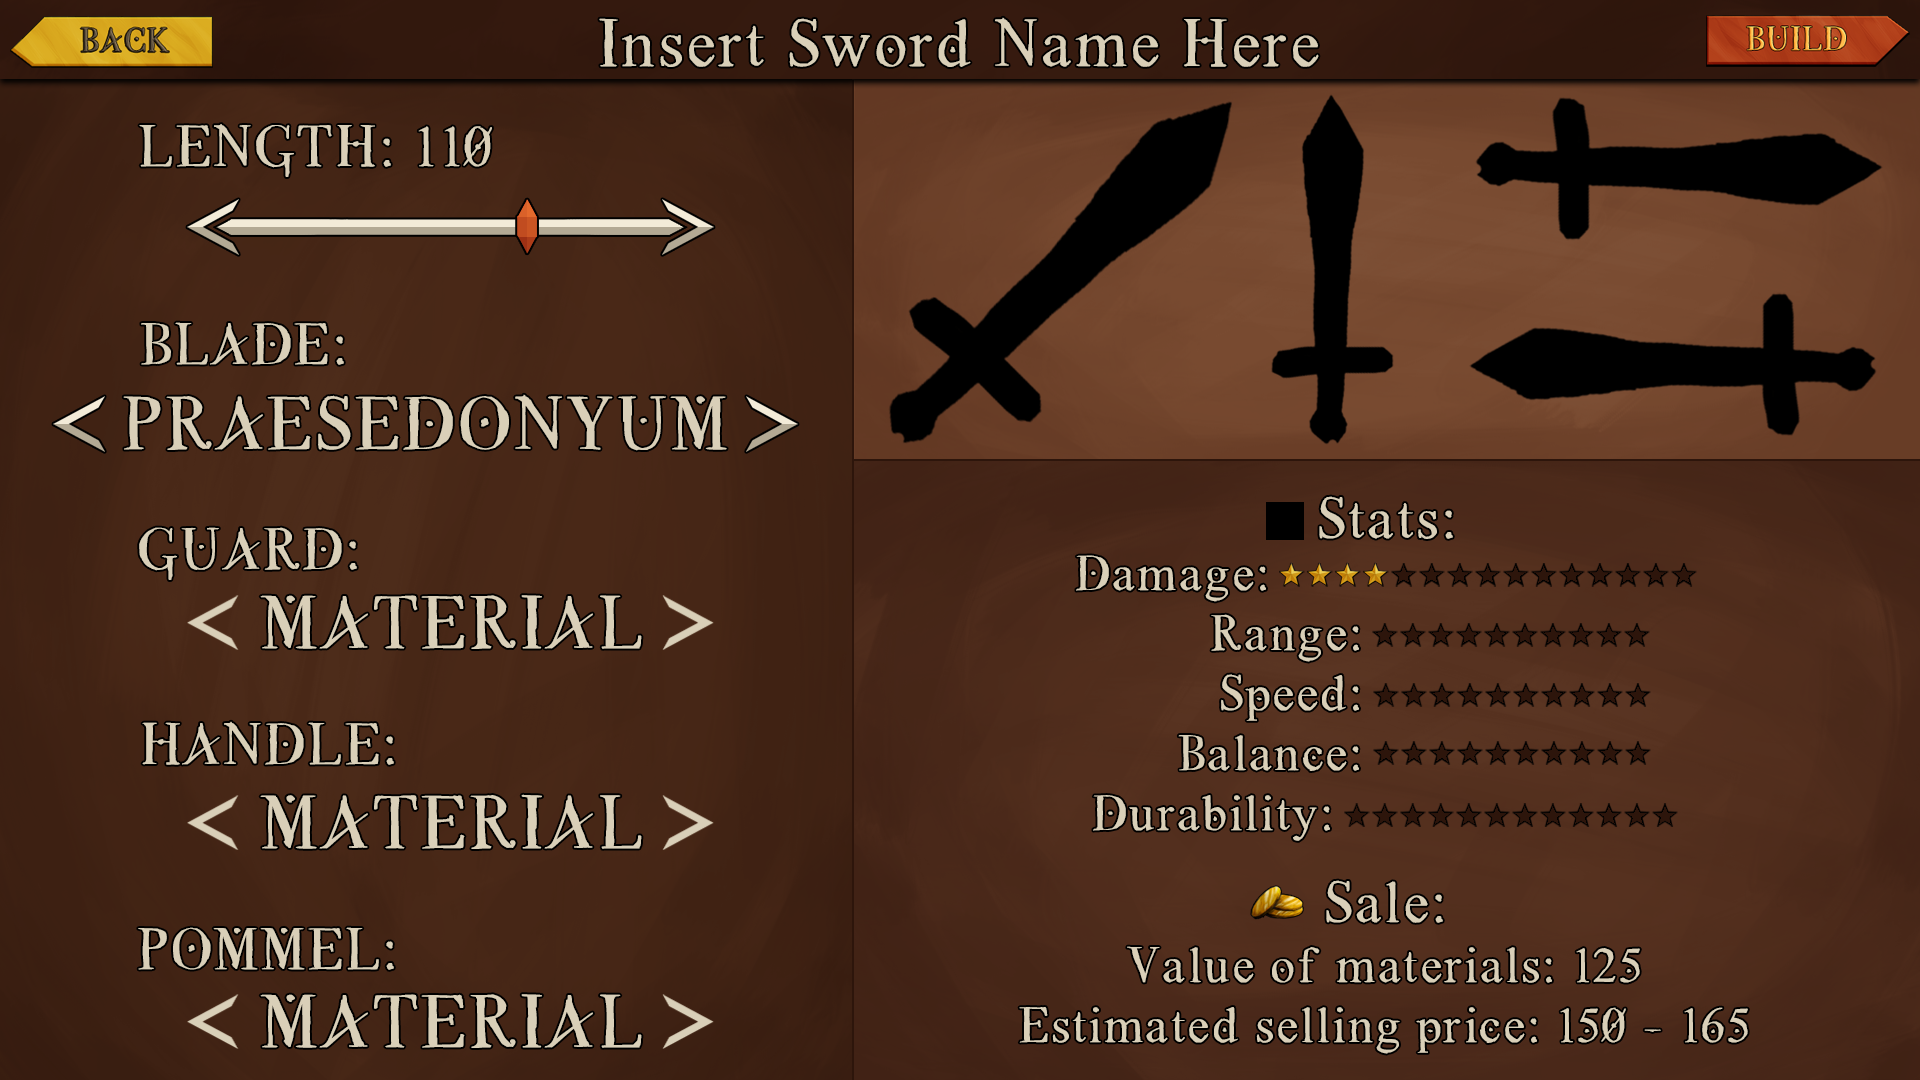 BACK
Insert Sword Name Here
BUILD
LENGTH: 110
BLADE:
< PRAESEDONYUM >
GUARD:
< MATERIAL >
HANDLE:
< MATERIAL >
POMMEL:
< MATERIAL >
Stats:
Damage:
Range:
Speed:
Balance:
Durability:
Sale:
Value of materials: 125
Estimated selling price: 150 - 165